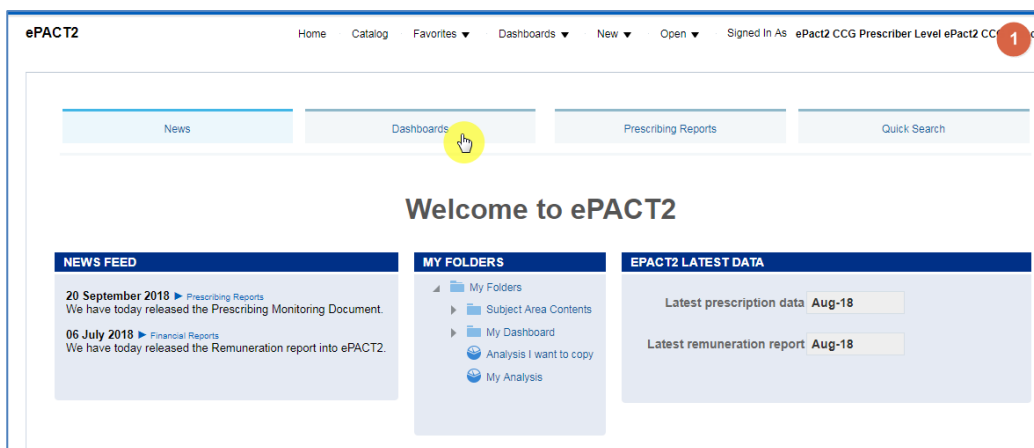 ePACT2 Home Catalog Favorites Dashboards New Open Signed In As ePact2 CCG Prescriber Level ePact2 1
News Dashboards Prescribing Reports Quick Search
Welcome to ePACT2
NEWS FEED
20 September 2018 Prescribing Reports
We have today released the Prescribing Monitoring Document.
06 July 2018 Financial Reports
We have today released the Remuneration report into ePACT2.
MY FOLDERS
My Folders
Subject Area Contents
My Dashboard
Analysis I want to copy
My Analysis
EPACT2 LATEST DATA
Latest prescription data Aug-18
Latest remuneration report Aug-18